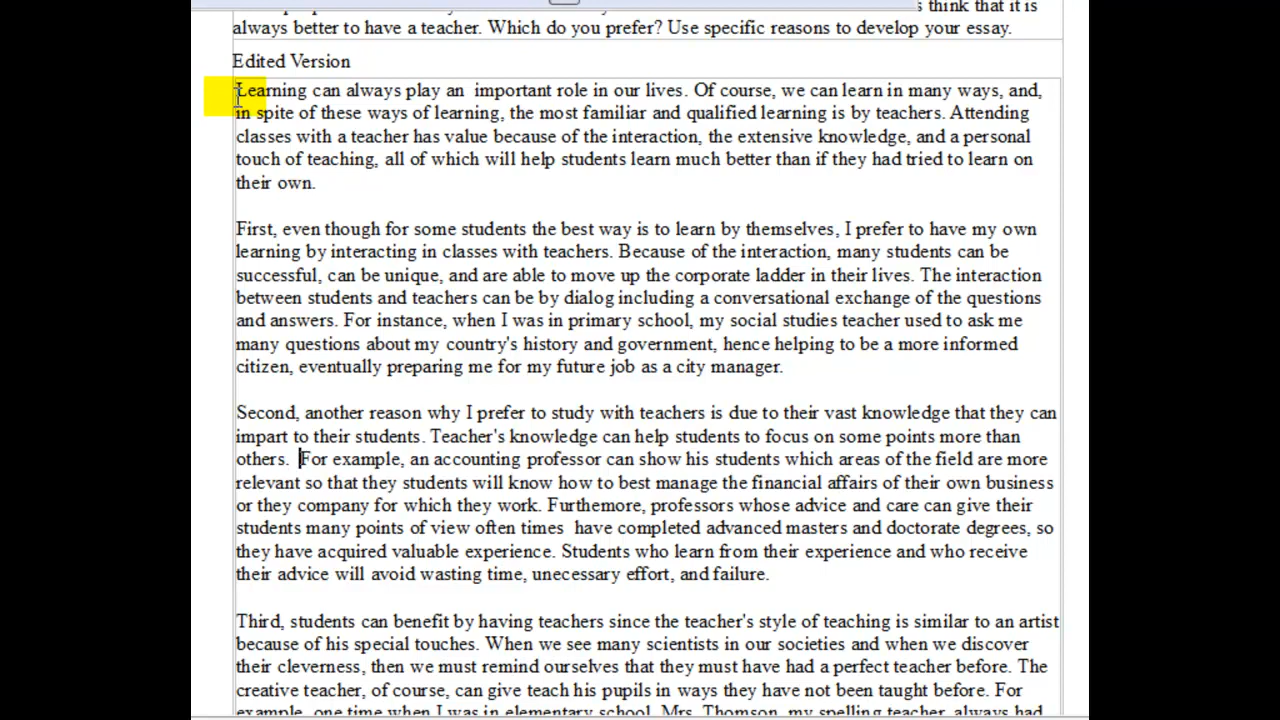 s think that it is
always better to have a teacher. Which do you prefer? Use specific reasons to develop your essay.
Edited Version
Learning can always play an  important role in our lives. Of course, we can learn in many ways, and,
in spite of these ways of learning, the most familiar and qualified learning is by teachers. Attending
classes with a teacher has value because of the interaction, the extensive knowledge, and a personal
touch of teaching, all of which will help students learn much better than if they had tried to learn on
their own.
First, even though for some students the best way is to learn by themselves, I prefer to have my own
learning by interacting in classes with teachers. Because of the interaction, many students can be
successful, can be unique, and are able to move up the corporate ladder in their lives. The interaction
between students and teachers can be by dialog including a conversational exchange of the questions
and answers. For instance, when I was in primary school, my social studies teacher used to ask me
many questions about my country's history and government, hence helping to be a more informed
citizen, eventually preparing me for my future job as a city manager.
Second, another reason why I prefer to study with teachers is due to their vast knowledge that they can
impart to their students. Teacher's knowledge can help students to focus on some points more than
others.  For example, an accounting professor can show his students which areas of the field are more
relevant so that they students will know how to best manage the financial affairs of their own business
or they company for which they work. Furthemore, professors whose advice and care can give their
students many points of view often times  have completed advanced masters and doctorate degrees, so
they have acquired valuable experience. Students who learn from their experience and who receive
their advice will avoid wasting time, unecessary effort, and failure.
Third, students can benefit by having teachers since the teacher's style of teaching is similar to an artist
because of his special touches. When we see many scientists in our societies and when we discover
their cleverness, then we must remind ourselves that they must have had a perfect teacher before. The
creative teacher, of course, can give teach his pupils in ways they have not been taught before. For
example, one time when I was in elementary school, Mrs. Thomson, my spelling teacher, always had